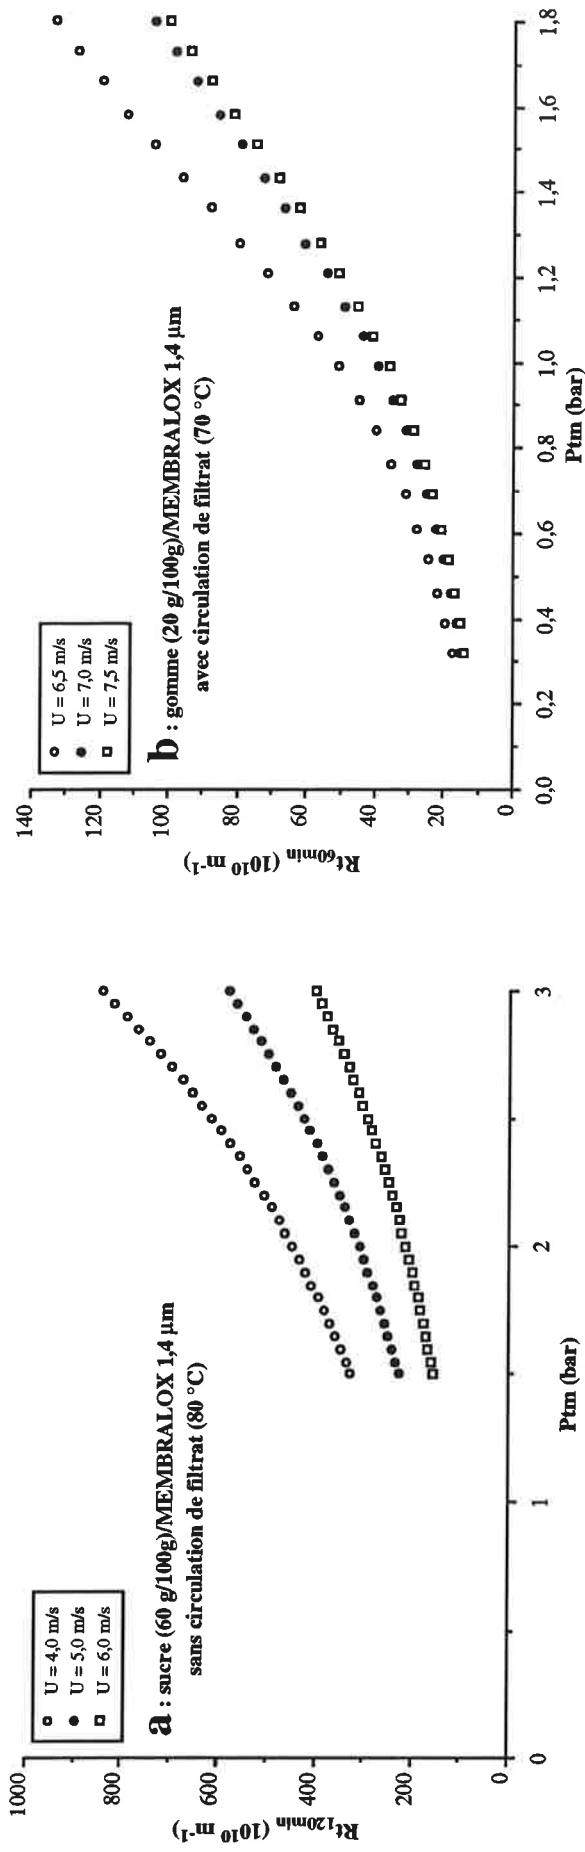 1000
800
600
400
200
0
Rt120min (10^10 m^-1)
U = 4,0 m/s
U = 5,0 m/s
U = 6,0 m/s
a : sucre (60 g/100g)/MEMBRALOX 1,4 µm
sans circulation de filtrat (80 °C)
0
1
2
3
Ptm (bar)
140
120
100
80
60
40
20
0
Rt60min (10^10 m^-1)
U = 6,5 m/s
U = 7,0 m/s
U = 7,5 m/s
b : gomme (20 g/100g)/MEMBRALOX 1,4 µm
avec circulation de filtrat (70 °C)
0,0
0,2
0,4
0,6
0,8
1,0
1,2
1,4
1,6
1,8
Ptm (bar)